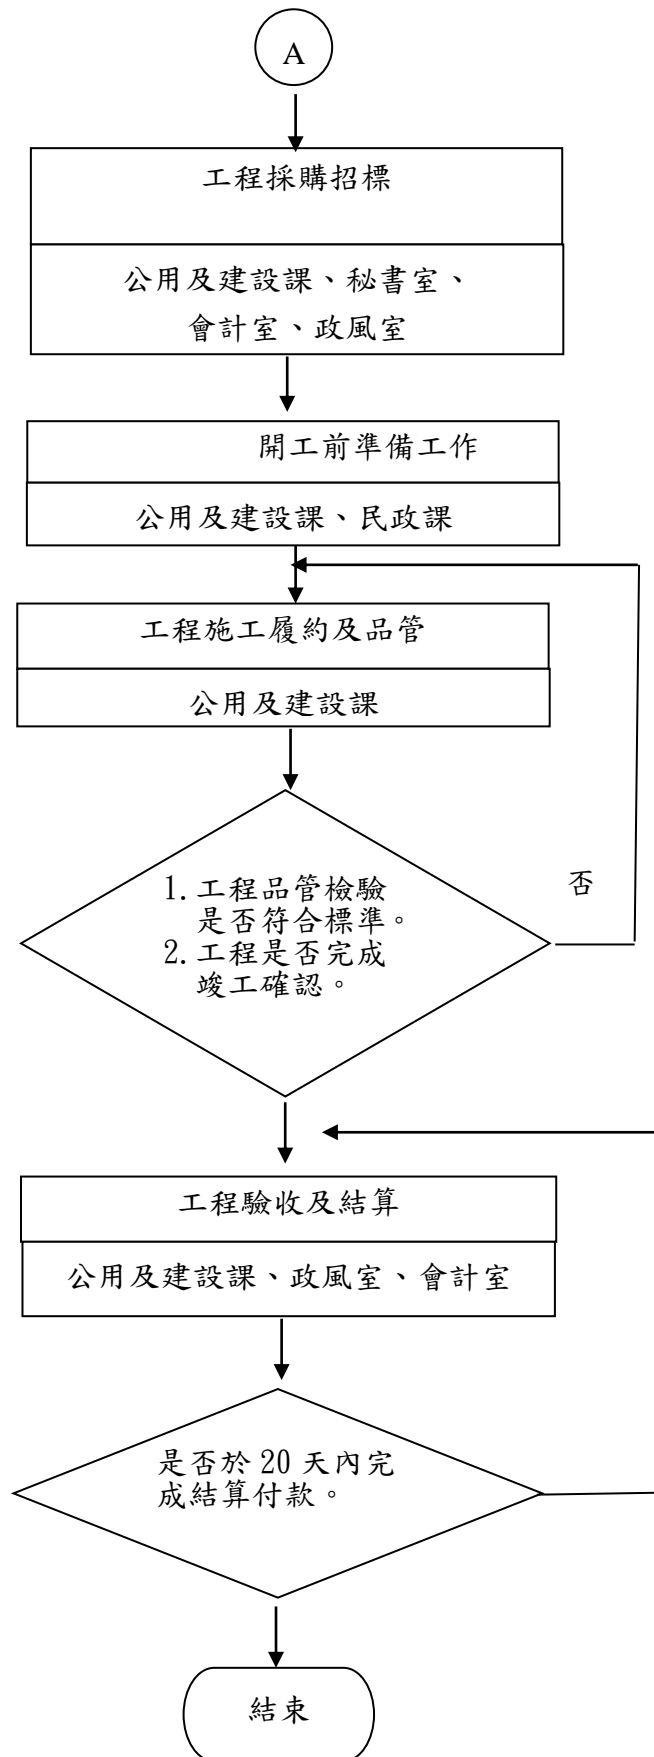 A
工程採購招標
公用及建設課、秘書室、
會計室、政風室
開工前準備工作
公用及建設課、民政課
工程施工履約及品管
公用及建設課
1.工程品管檢驗
是否符合標準。
2.工程是否完成
竣工確認。
否
工程驗收及結算
公用及建設課、政風室、會計室
是否於 20 天內完
成結算付款。
結束